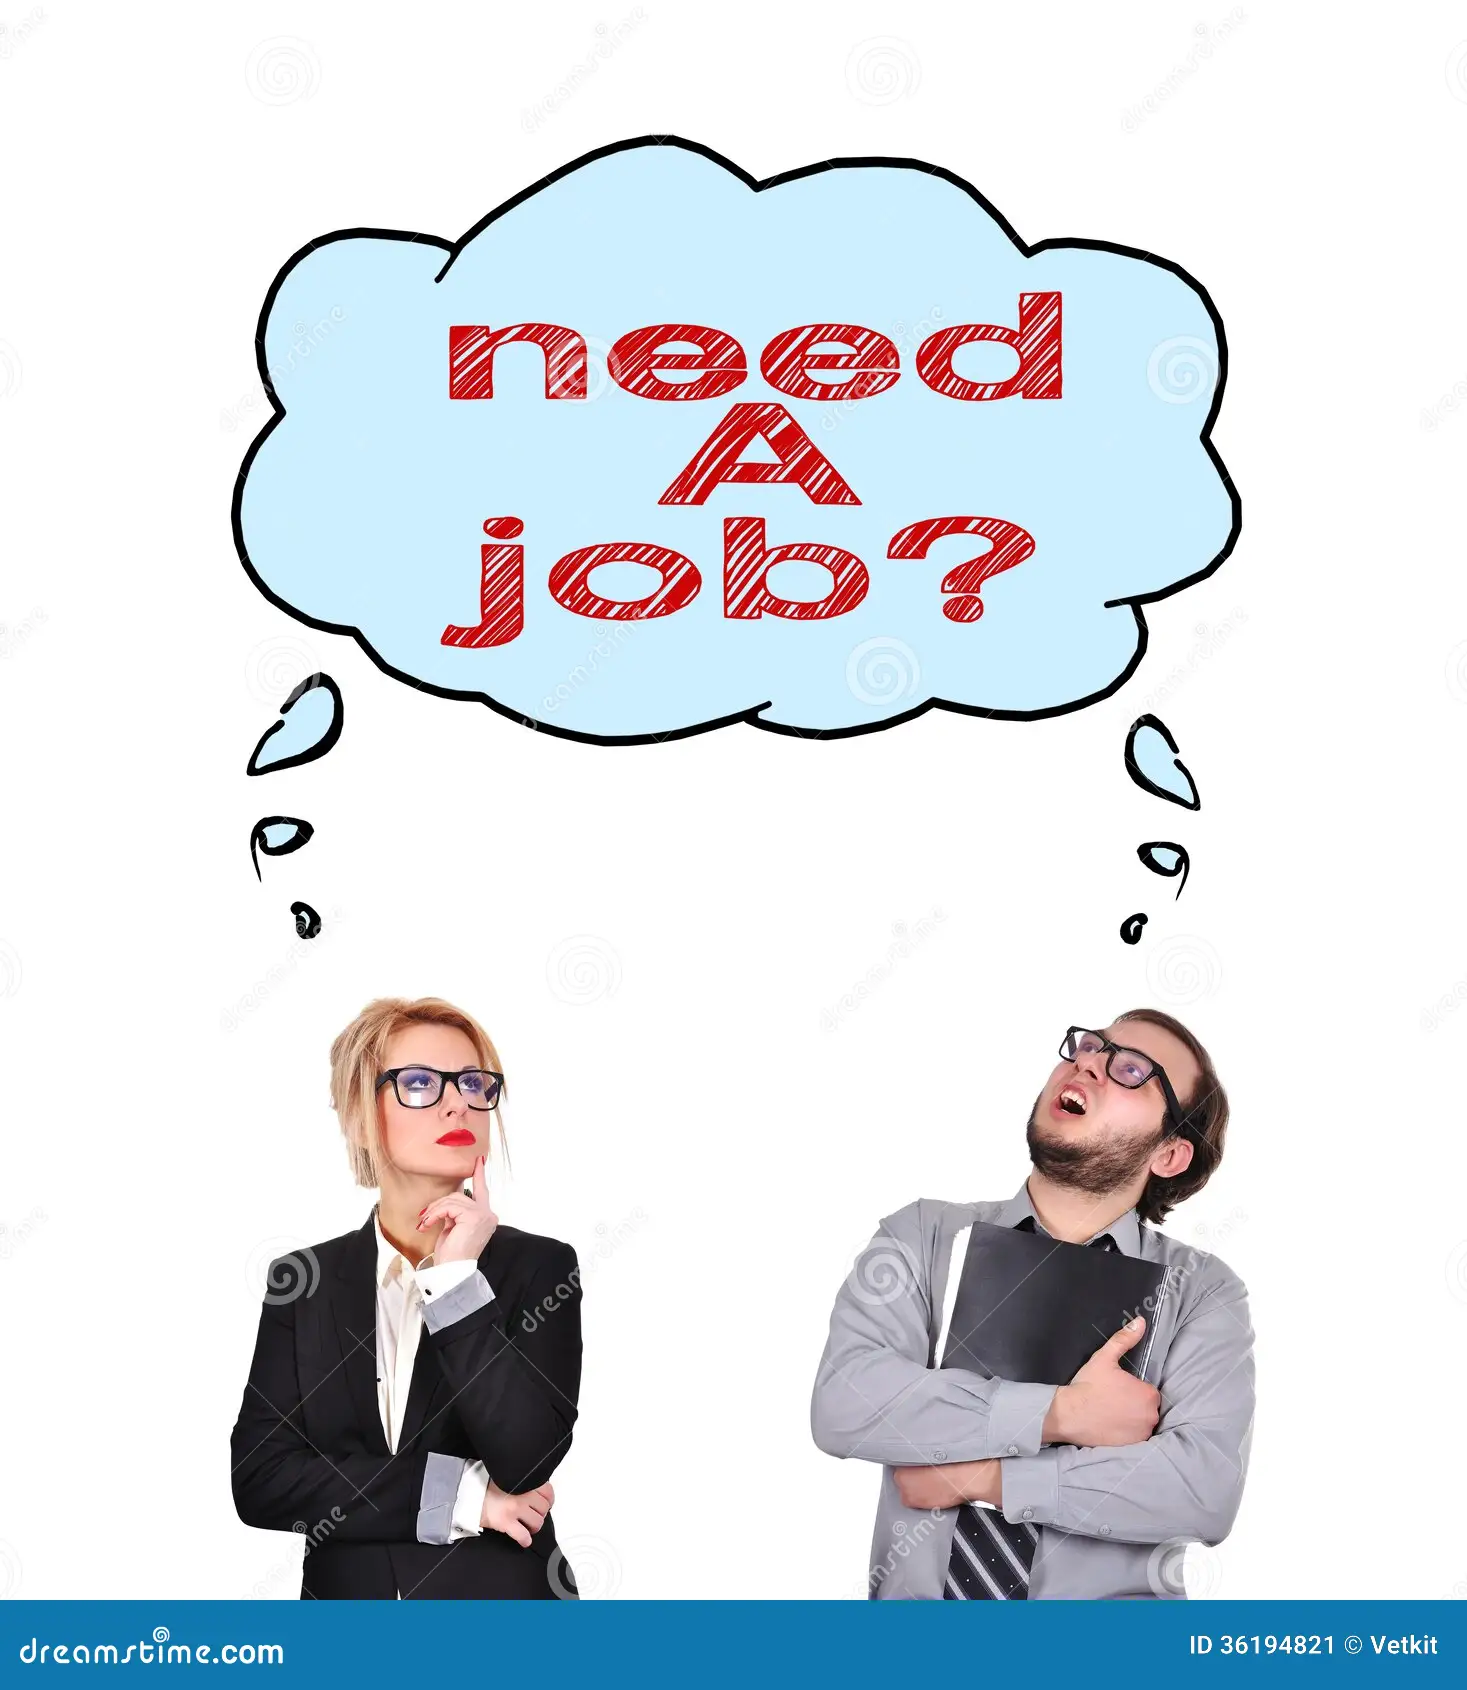 need
A
job?
dreamstime.com
ID 36194821 © Vetkit